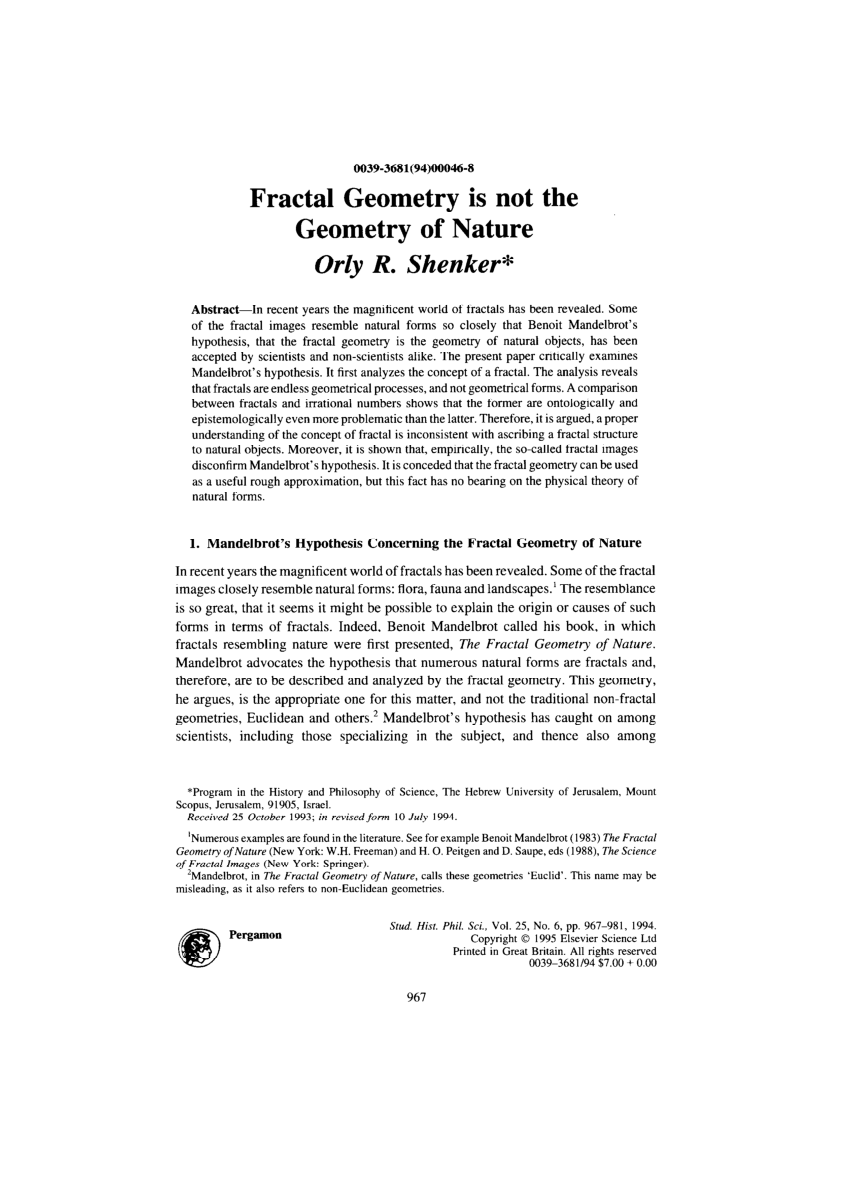 0039-3681(94)00046-8
Fractal Geometry is not the
Geometry of Nature
Orly R. Shenker*
Abstract—In recent years the magnificent world of fractals has been revealed. Some
of the fractal images resemble natural forms so closely that Benoit Mandelbrot's
hypothesis, that the fractal geometry is the geometry of natural objects, has been
accepted by scientists and non-scientists alike. The present paper critically examines
Mandelbrot's hypothesis. It first analyzes the concept of a fractal. The analysis reveals
that fractals are endless geometrical processes, and not geometrical forms. A comparison
between fractals and irrational numbers shows that the former are ontologically and
epistemologically even more problematic than the latter. Therefore, it is argued, a proper
understanding of the concept of fractal is inconsistent with ascribing a fractal structure
to natural objects. Moreover, it is shown that, empirically, the so-called fractal images
disconfirm Mandelbrot's hypothesis. It is conceded that the fractal geometry can be used
as a useful rough approximation, but this fact has no bearing on the physical theory of
natural forms.
1. Mandelbrot's Hypothesis Concerning the Fractal Geometry of Nature
In recent years the magnificent world of fractals has been revealed. Some of the fractal
images closely resemble natural forms: flora, fauna and landscapes.¹ The resemblance
is so great, that it seems it might be possible to explain the origin or causes of such
forms in terms of fractals. Indeed, Benoit Mandelbrot called his book, in which
fractals resembling nature were first presented, The Fractal Geometry of Nature.
Mandelbrot advocates the hypothesis that numerous natural forms are fractals and,
therefore, are to be described and analyzed by the fractal geometry. This geometry,
he argues, is the appropriate one for this matter, and not the traditional non-fractal
geometries, Euclidean and others.² Mandelbrot's hypothesis has caught on among
scientists, including those specializing in the subject, and thence also among
*Program in the History and Philosophy of Science, The Hebrew University of Jerusalem, Mount
Scopus, Jerusalem, 91905, Israel.
Received 25 October 1993; in revised form 10 July 1994.
¹Numerous examples are found in the literature. See for example Benoit Mandelbrot (1983) The Fractal
Geometry of Nature (New York: W.H. Freeman) and H. O. Peitgen and D. Saupe, eds (1988), The Science
of Fractal Images (New York: Springer).
²Mandelbrot, in The Fractal Geometry of Nature, calls these geometries 'Euclid'. This name may be
misleading, as it also refers to non-Euclidean geometries.
Pergamon
Stud. Hist. Phil. Sci., Vol. 25, No. 6, pp. 967–981, 1994.
Copyright © 1995 Elsevier Science Ltd
Printed in Great Britain. All rights reserved
0039–3681/94 $7.00 + 0.00
967